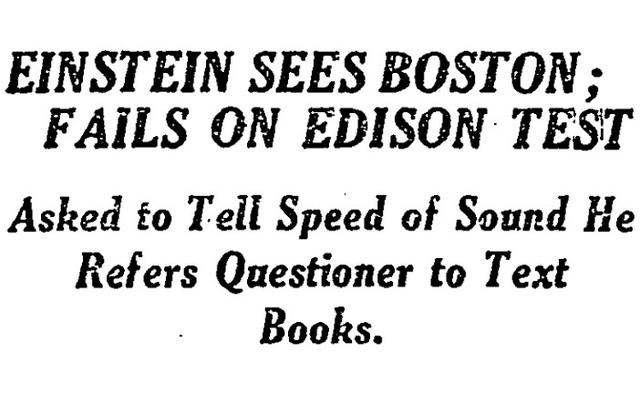 EINSTEIN SEES BOSTON;
FAILS ON EDISON TEST
Asked to Tell Speed of Sound He
Refers Questioner to Text
Books.